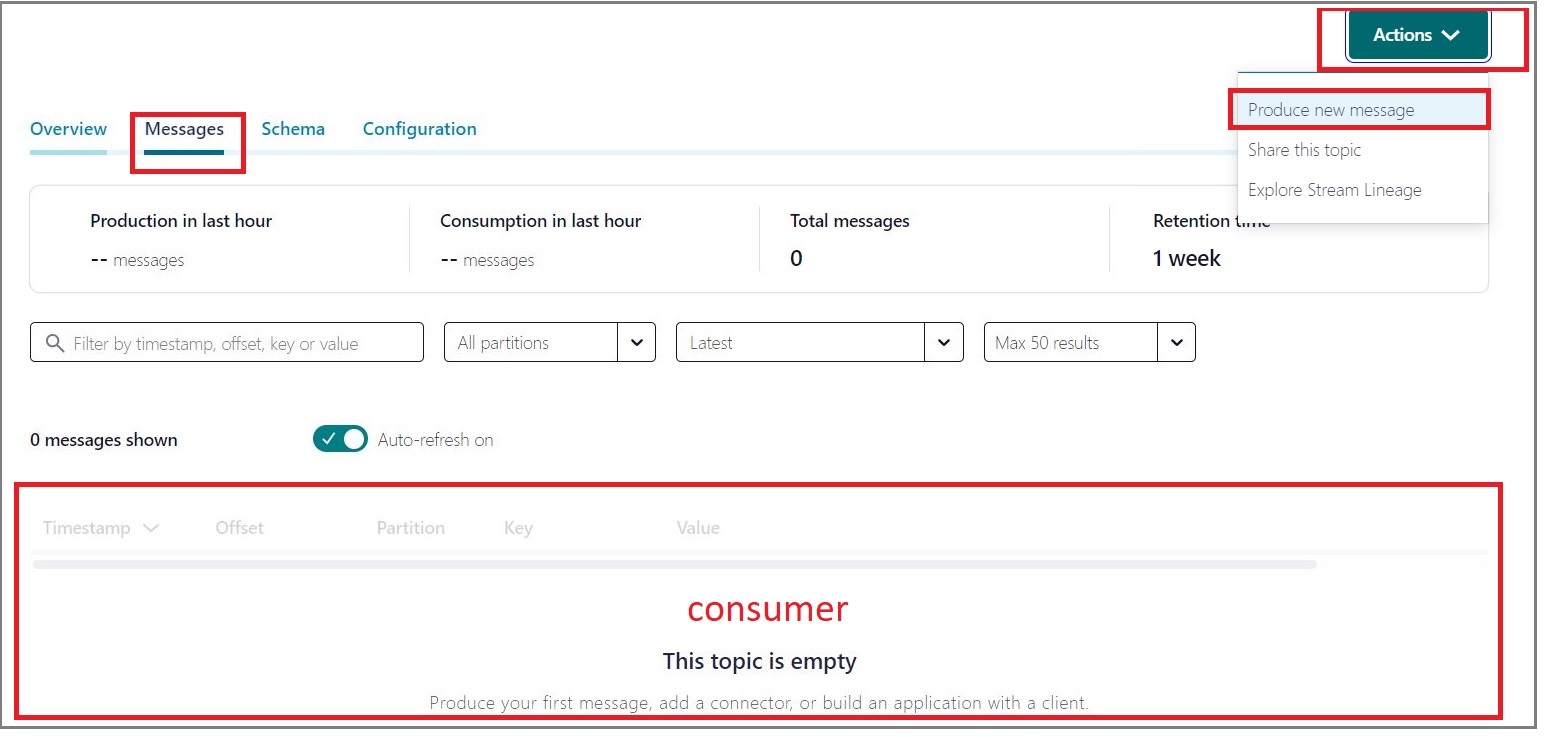 Actions
Produce new message
Share this topic
Explore Stream Lineage
Overview Messages Schema Configuration
Production in last hour Consumption in last hour Total messages Retention time
-- messages -- messages 0 1 week
Filter by timestamp, offset, key or value All partitions Latest Max 50 results
0 messages shown Auto-refresh on
Timestamp Offset Partition Key Value
consumer
This topic is empty
Produce your first message, add a connector, or build an application with a client.